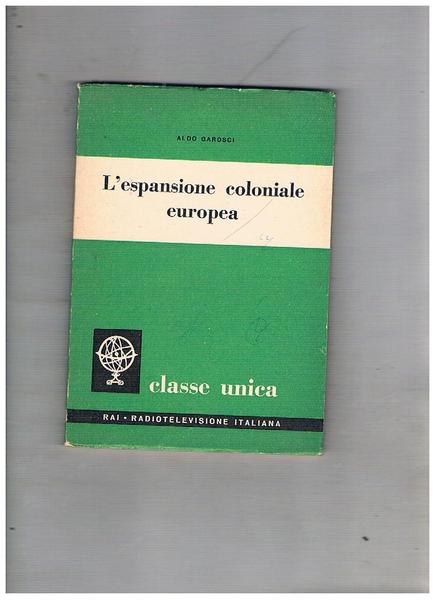 ALDO GAROSCI
L'espansione coloniale
europea
classe unica
RAI • RADIOTELEVISIONE ITALIANA